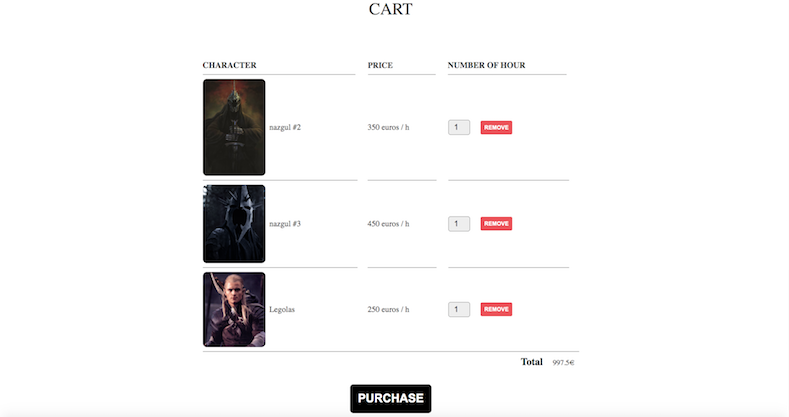 CART
CHARACTER PRICE NUMBER OF HOUR
nazgul #2 350 euros / h 1 REMOVE
nazgul #3 450 euros / h 1 REMOVE
Legolas 250 euros / h 1 REMOVE
Total 997.5€
PURCHASE